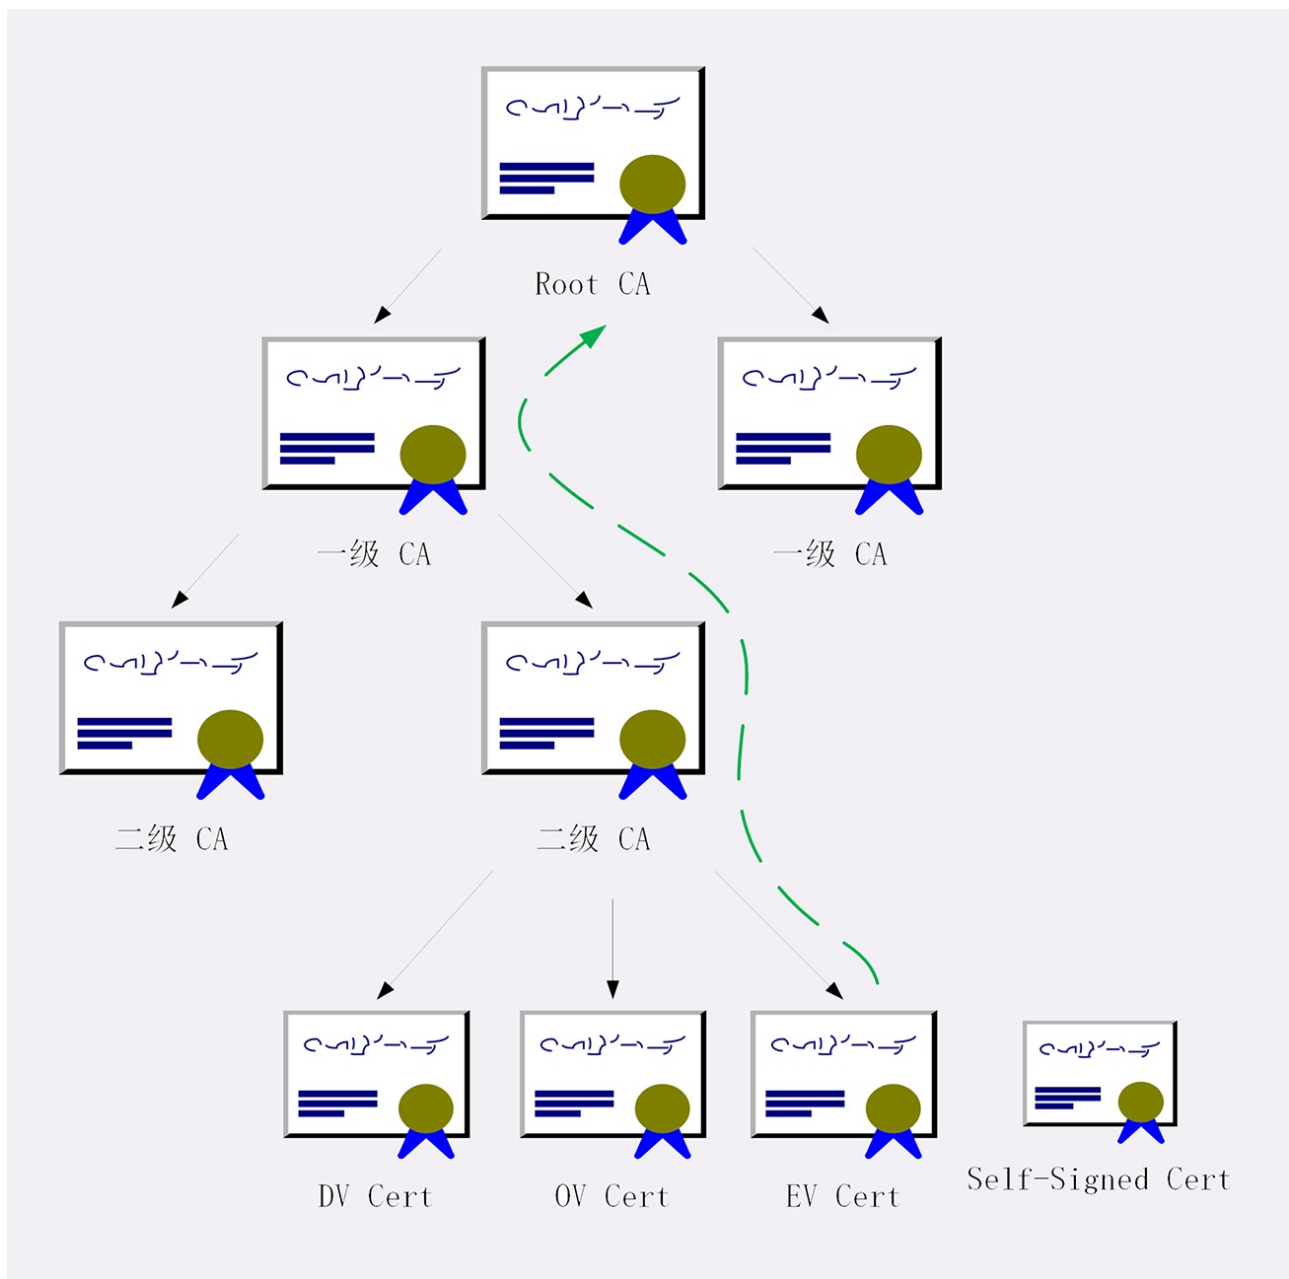 Root CA
一级 CA
一级 CA
二级 CA
二级 CA
DV Cert
OV Cert
EV Cert
Self-Signed Cert